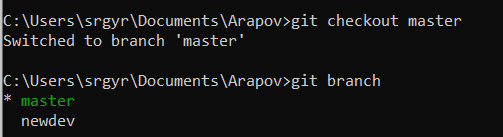 C:\Users\srgyr\Documents\Arapov>git checkout master
Switched to branch 'master'
C:\Users\srgyr\Documents\Arapov>git branch
* master
  newdev